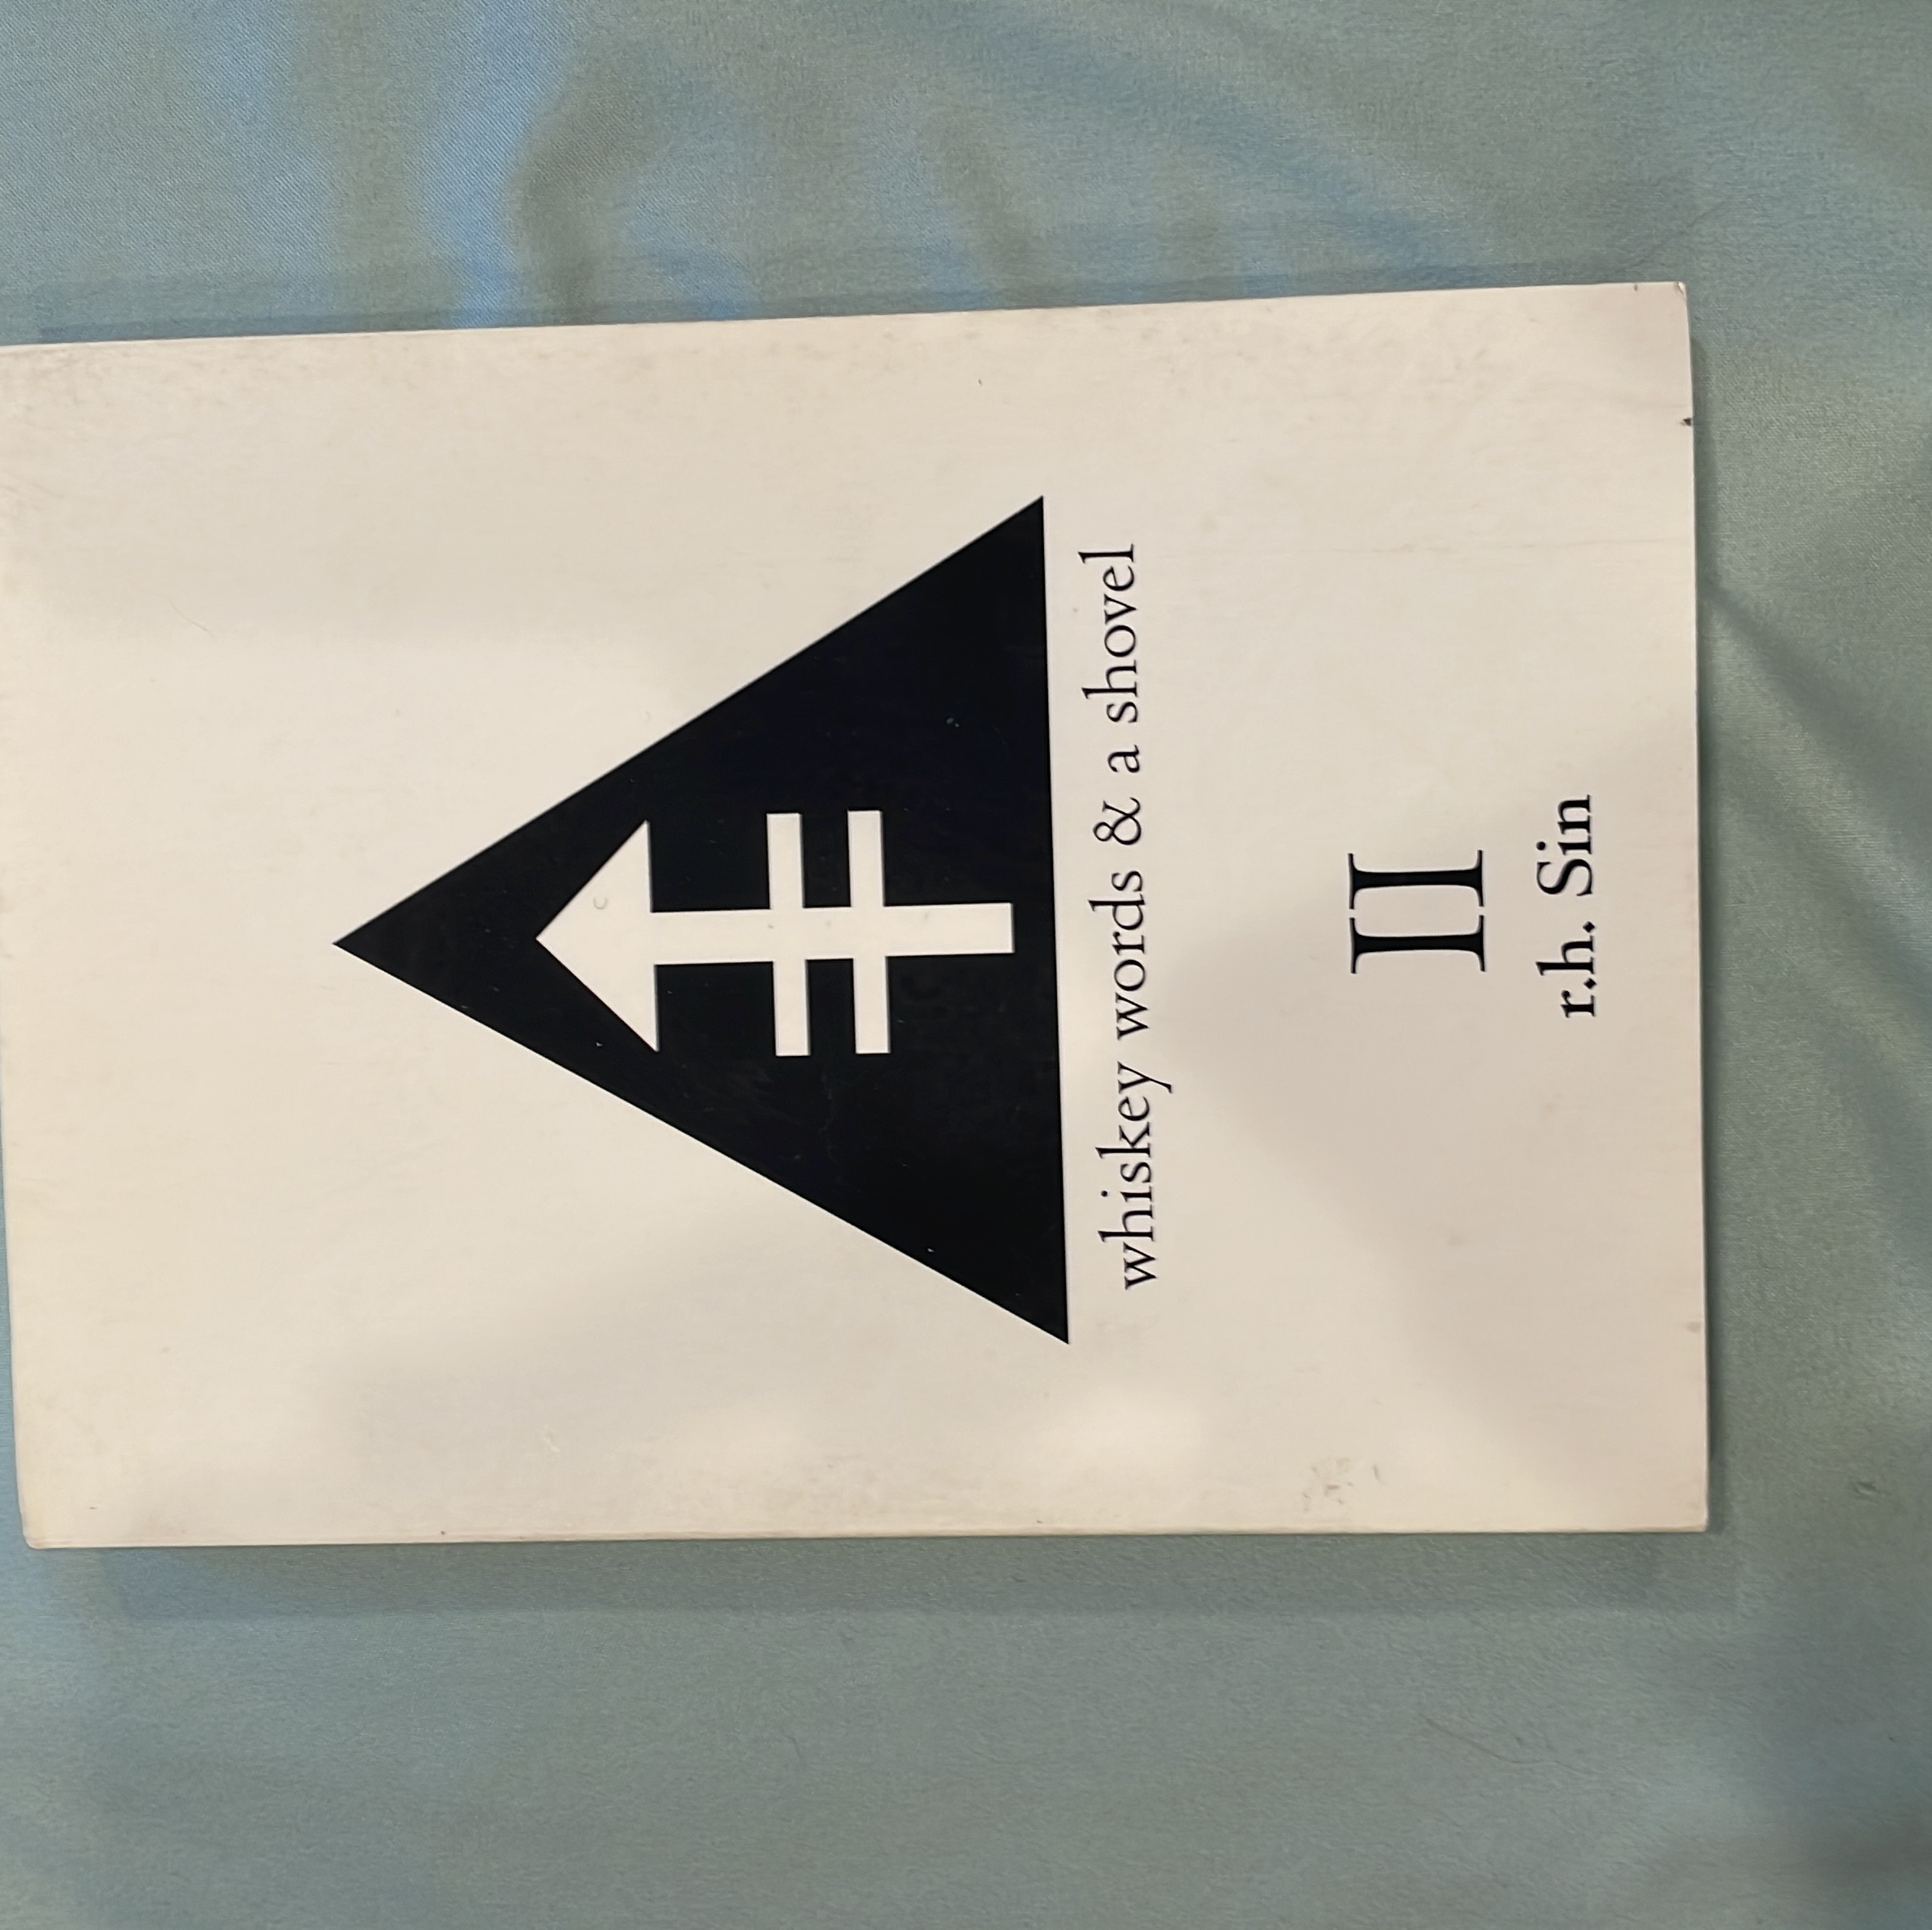 whiskey words & a shovel
II
r.h. Sin